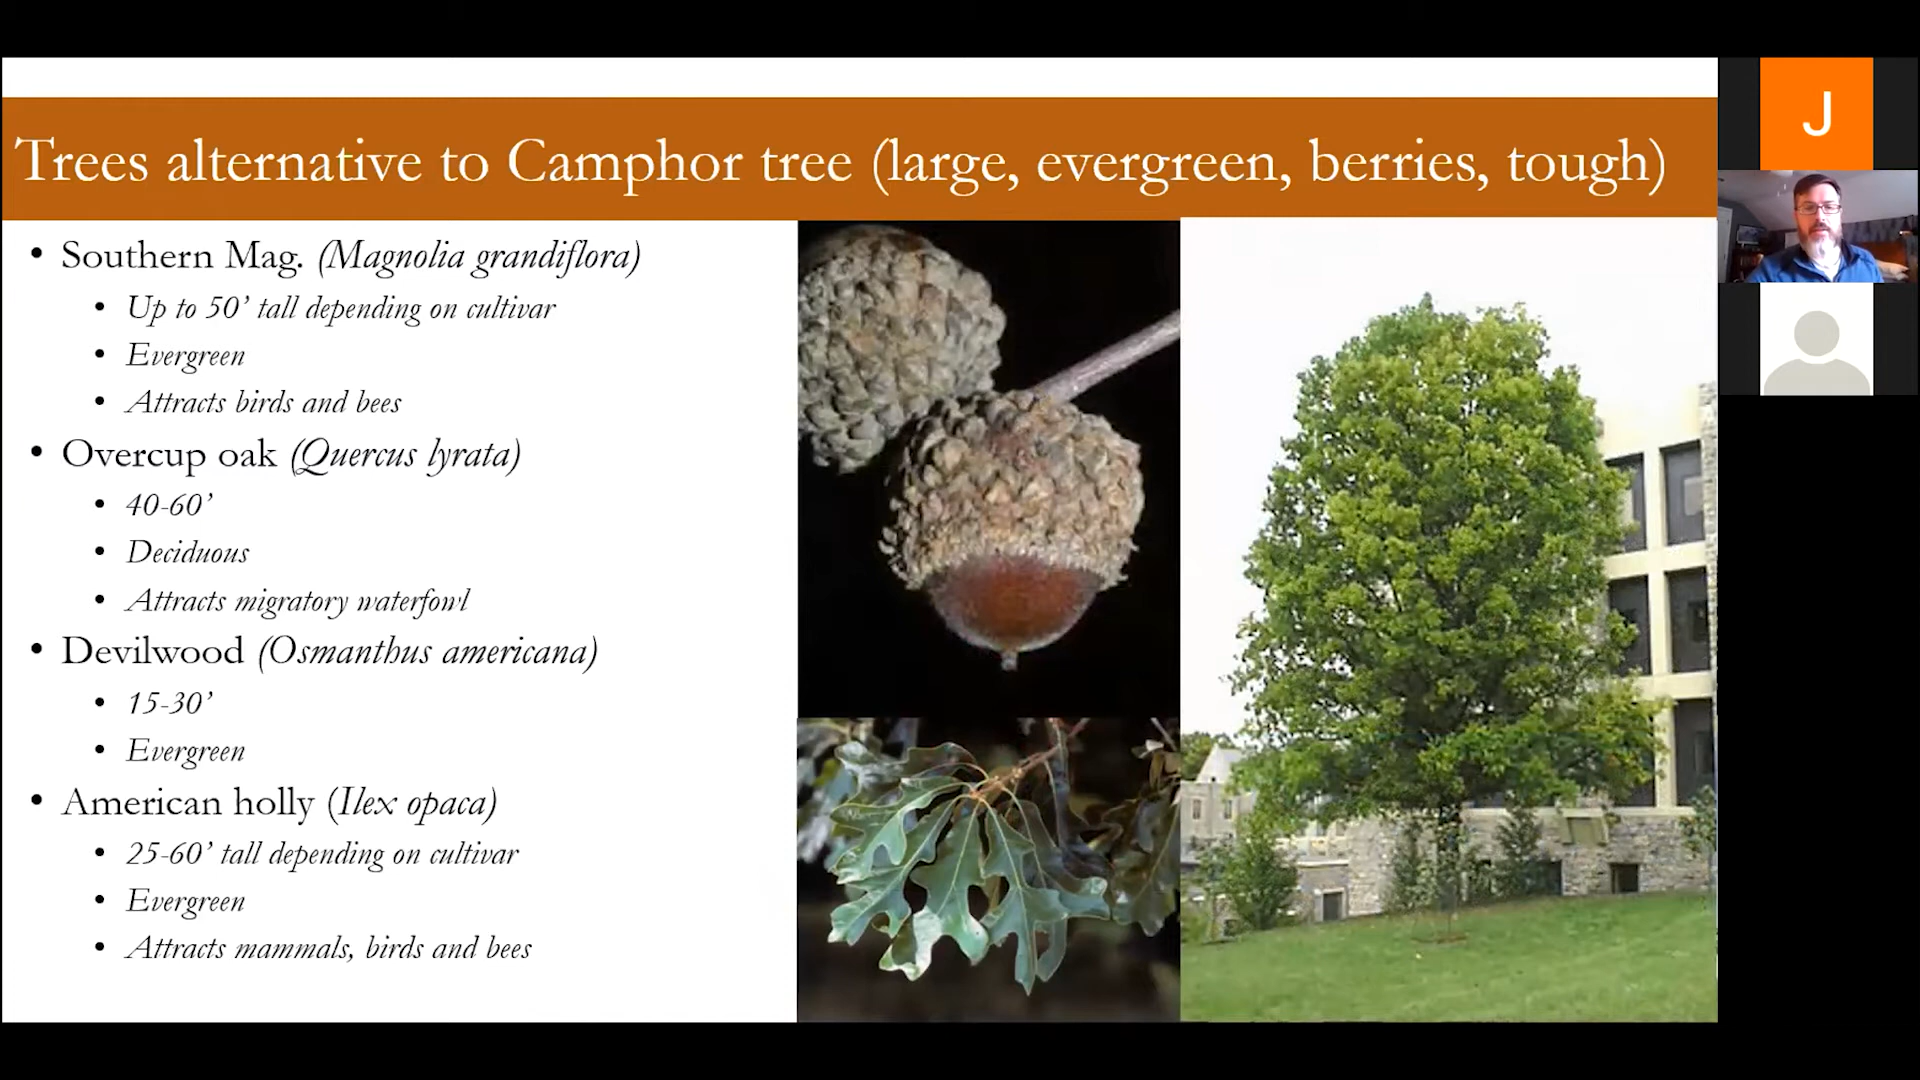 Trees alternative to Camphor tree (large, evergreen, berries, tough)
• Southern Mag. (Magnolia grandiflora)
• Up to 50’ tall depending on cultivar
• Evergreen
• Attracts birds and bees
• Overcup oak (Quercus lyrata)
• 40-60’
• Deciduous
• Attracts migratory waterfowl
• Devilwood (Osmanthus americana)
• 15-30’
• Evergreen
• American holly (Ilex opaca)
• 25-60’ tall depending on cultivar
• Evergreen
• Attracts mammals, birds and bees
J